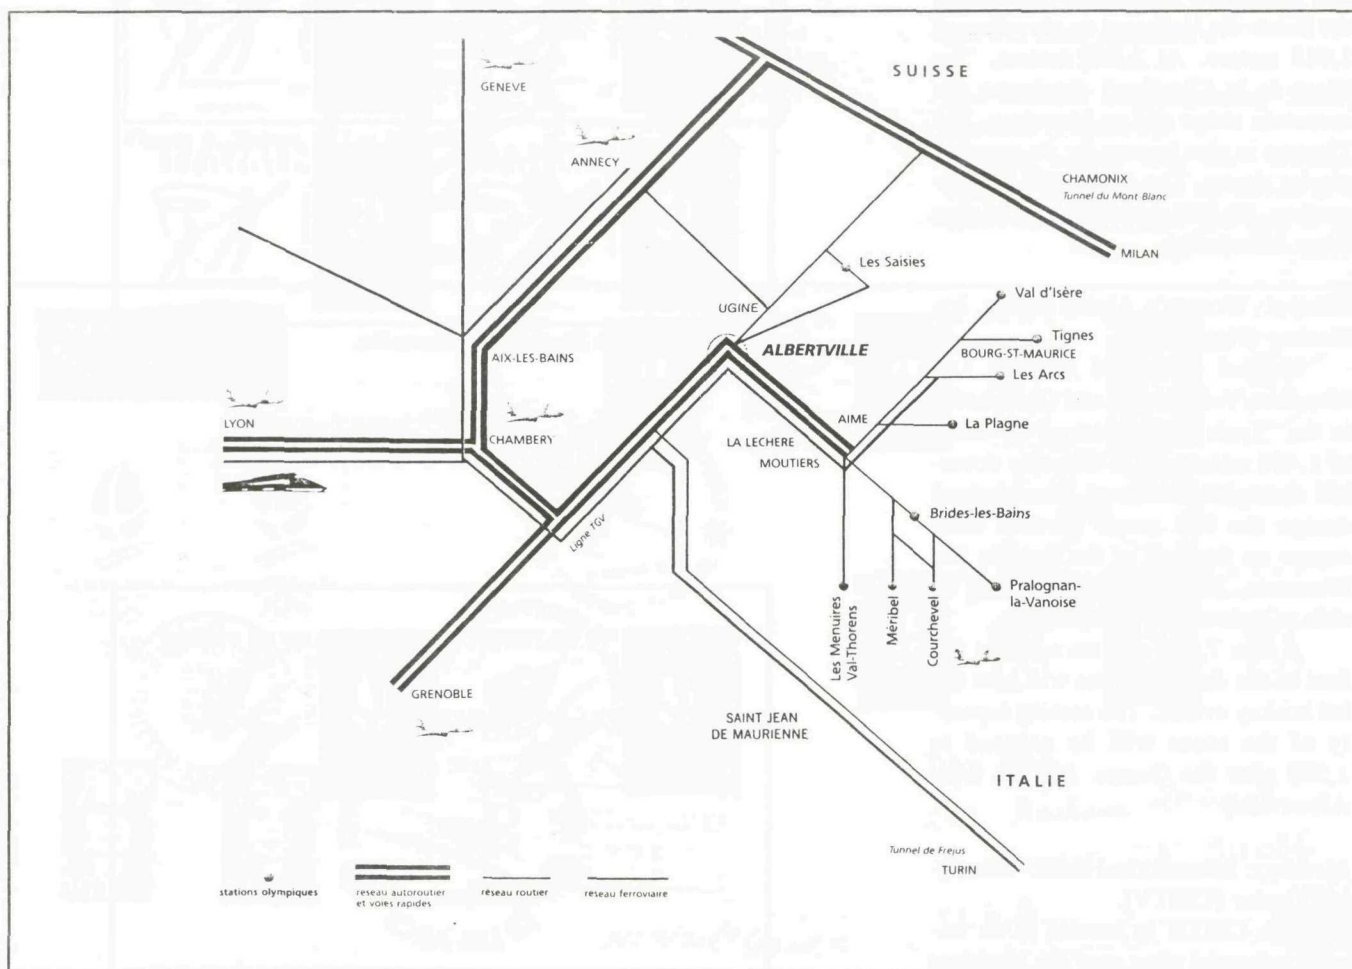 SUISSE
GENEVE
ANNECY
CHAMONIX
Tunnel du Mont Blanc
MILAN
Les Saisies
Val d'Isère
UGINE
Tignes
ALBERTVILLE
BOURG-ST-MAURICE
AIX-LES-BAINS
Les Arcs
LYON
AIME
La Plagne
CHAMBERY
LA LECHERE
MOUTIERS
Brides-les-Bains
Ligne TGV
Pralognan-
la-Vanoise
Les Menuires
Val-Thorens
Méribel
Courchevel
GRENOBLE
SAINT JEAN
DE MAURIENNE
ITALIE
Tunnel de Frejus
TURIN
stations olympiques
reseau autoroutier
et voies rapides
réseau routier
reseau ferroviaire